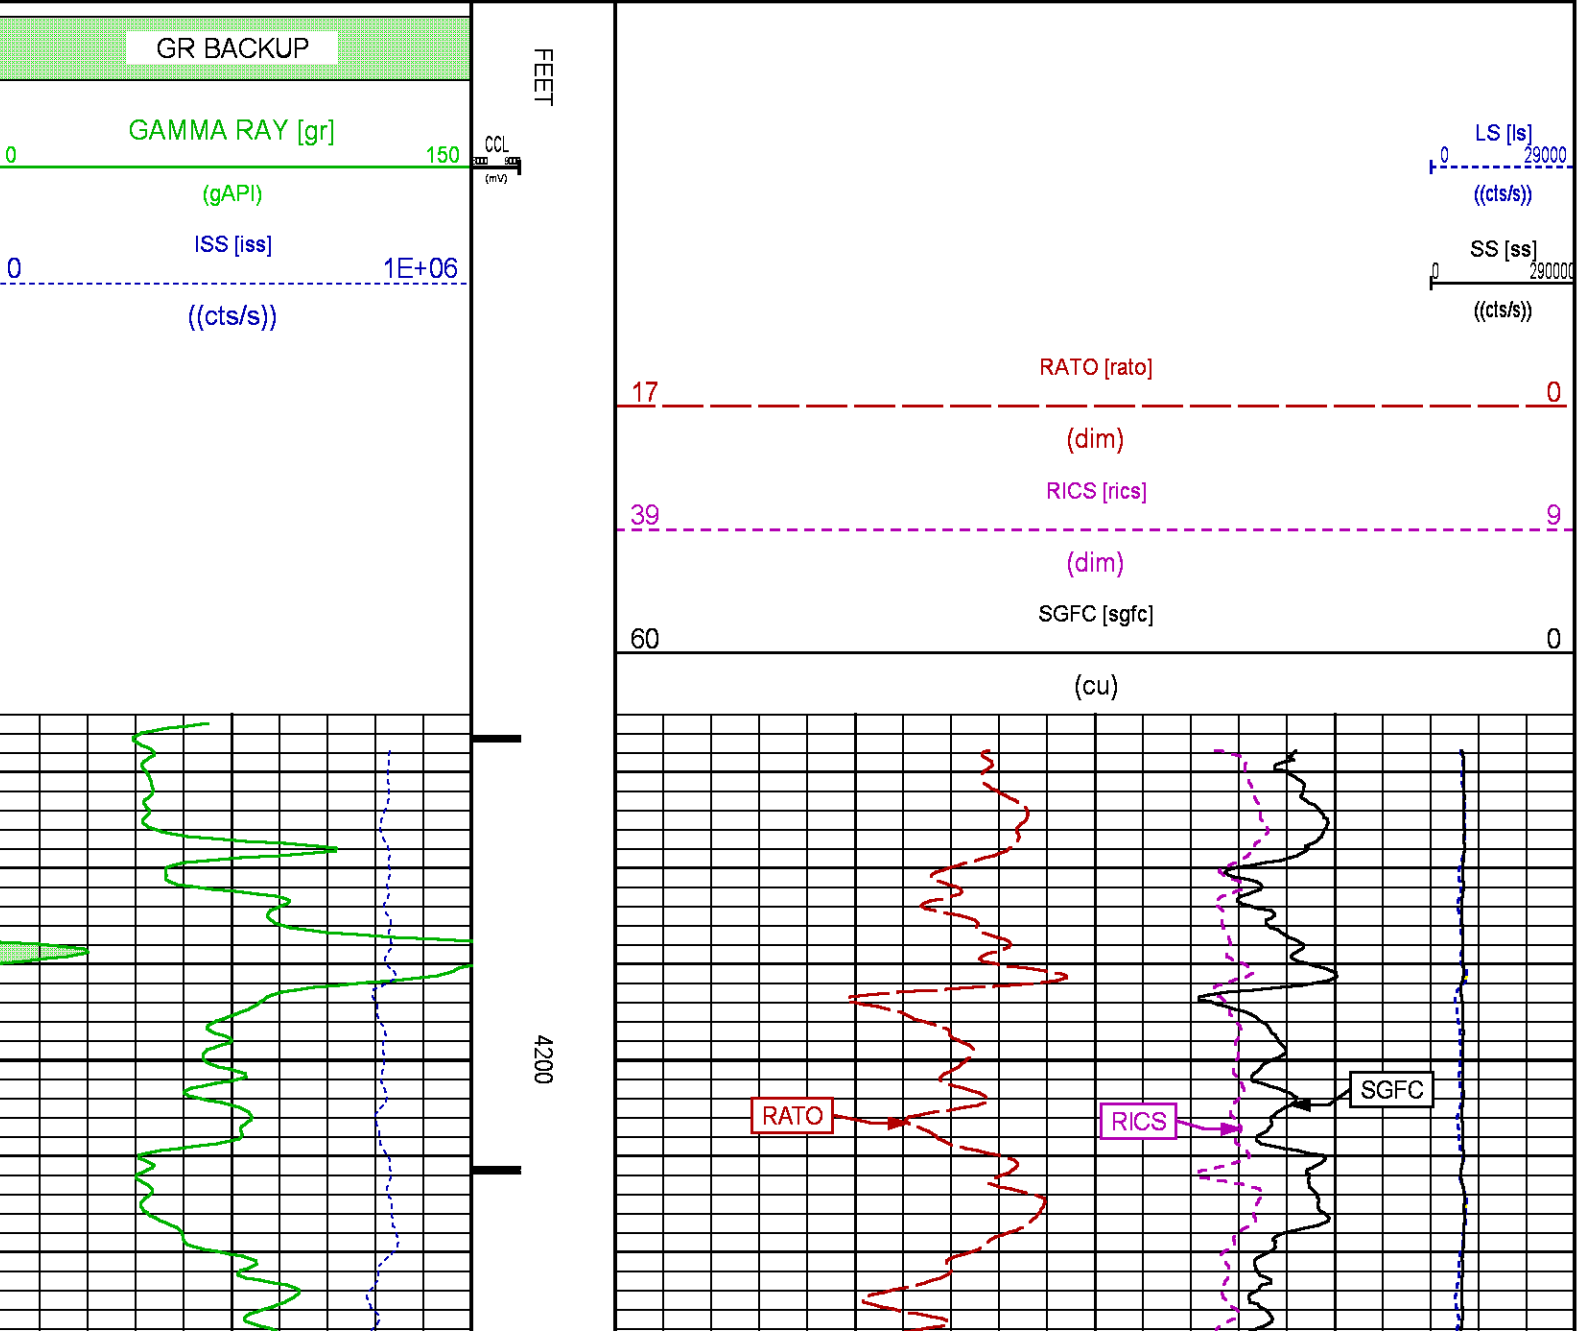 GR BACKUP
GAMMA RAY [gr]
0 150
(gAPI)
ISS [iss]
0 1E+06
((cts/s))
FEET
CCL
(mV)
LS [ls]
0 29000
((cts/s))
SS [ss]
0 290000
((cts/s))
RATO [rato]
17 0
(dim)
RICS [rics]
39 9
(dim)
SGFC [sgfc]
60 0
(cu)
4200
SGFC
RATO
RICS